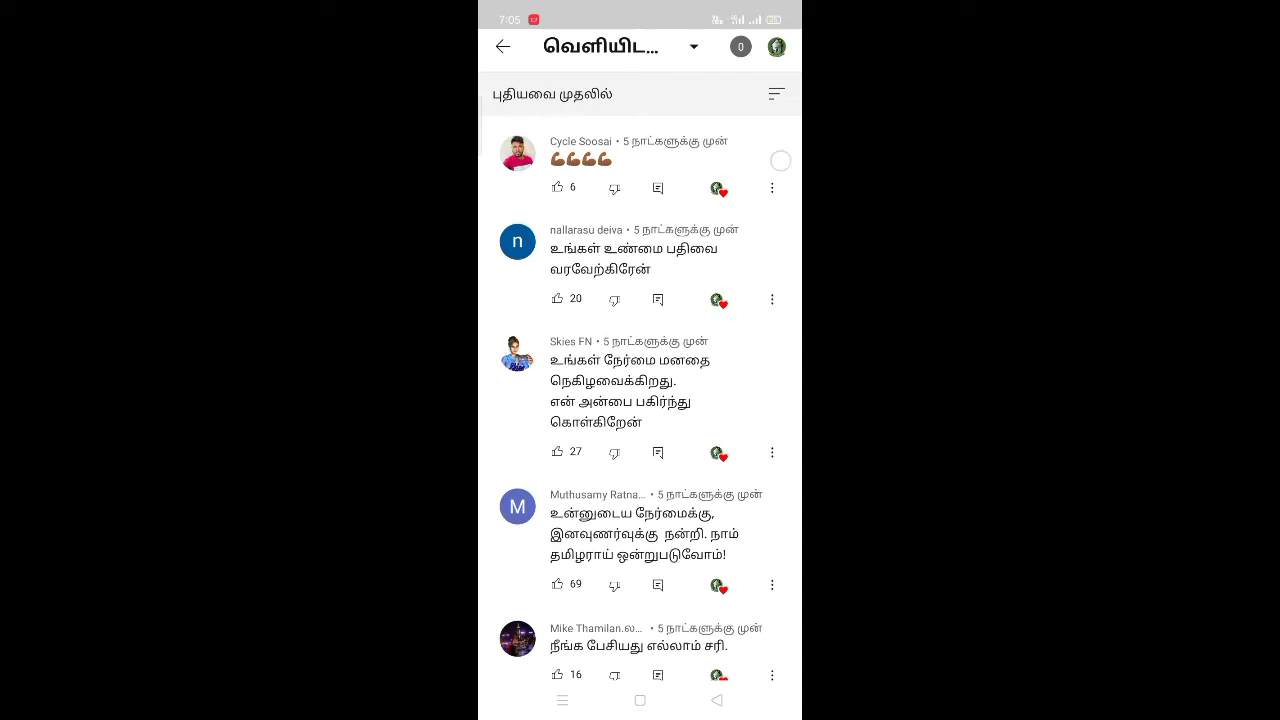 7:05
வெளியிட... 0
புதியவை முதலில்
Cycle Soosai • 5 நாட்களுக்கு முன்
💪🏾💪🏾💪🏾💪🏾
6
n
nallarasu deiva • 5 நாட்களுக்கு முன்
உங்கள் உண்மை பதிவை
வரவேற்கிரேன்
20
Skies FN • 5 நாட்களுக்கு முன்
உங்கள் நேர்மை மனதை
நெகிழவைக்கிறது.
என் அன்பை பகிர்ந்து
கொள்கிறேன்
27
M
Muthusamy Ratna... • 5 நாட்களுக்கு முன்
உன்னுடைய நேர்மைக்கு,
இனவுணர்வுக்கு நன்றி. நாம்
தமிழராய் ஒன்றுபடுவோம்!
69
Mike Thamilan.ல... • 5 நாட்களுக்கு முன்
நீங்க பேசியது எல்லாம் சரி.
16